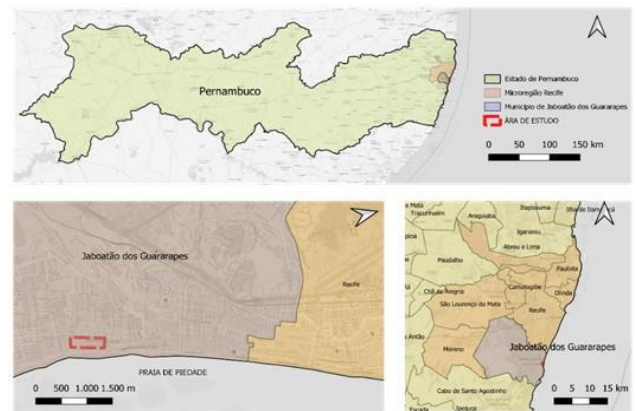 Pernambuco
Estado de Pernambuco
Microregião Recife
Município de Jaboatão dos Guararapes
ÁRA DE ESTUDO
0 50 100 150 km
Jaboatão dos Guararapes
Recife
PRAIA DE PIEDADE
0 500 1.000 1.500 m
Itapissuma
Araçoiaba
Igarassu
Abreu e Lima
Paudalho
Paulista
Chã de Alegria
Camaragibe
Olinda
São Lourenço da Mata
Recife
Moreno
Jaboatão dos Guararapes
Cabo de Santo Agostinho
Ipojuca
Escada
0 5 10 15 km